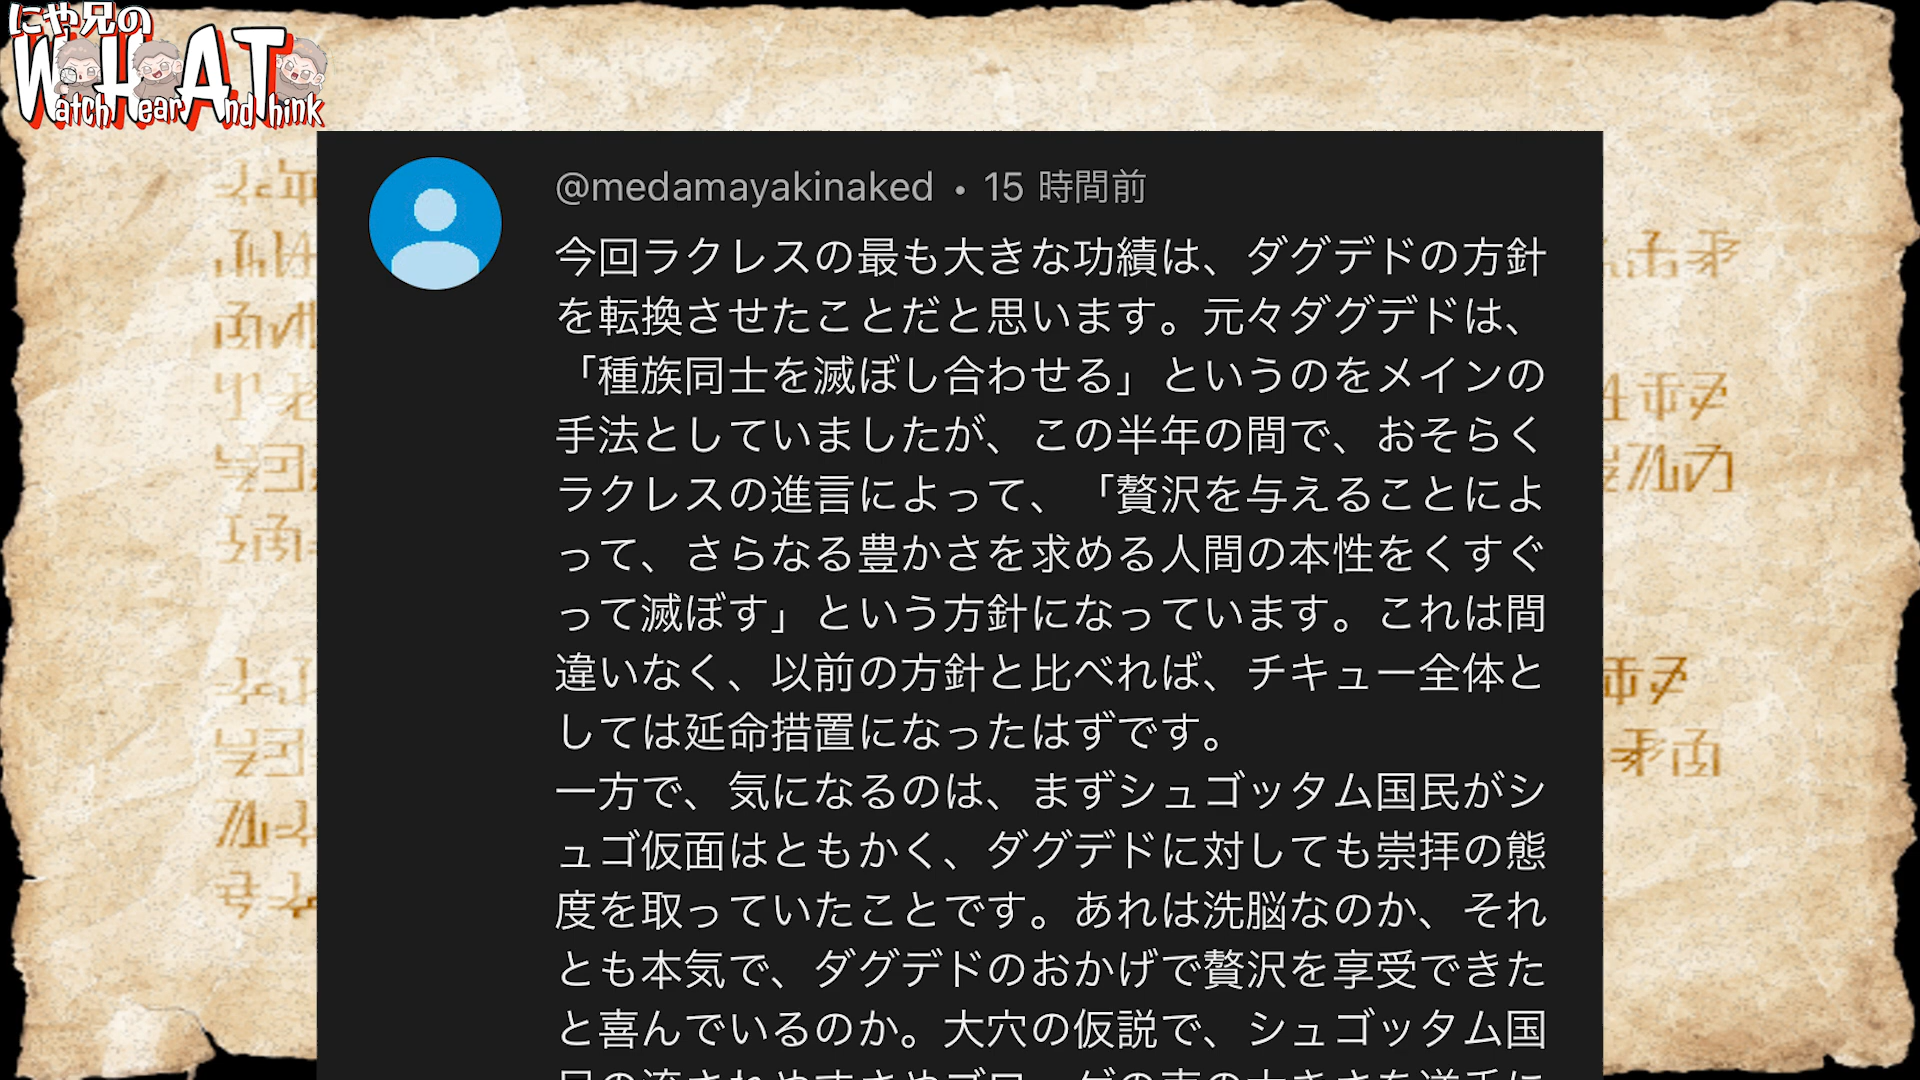 にや兄の
WHAT
Watch Hear And Think
@medamayakinaked • 15 時間前
今回ラクレスの最も大きな功績は、ダグデドの方針
を転換させたことだと思います。元々ダグデドは、
「種族同士を滅ぼし合わせる」というのをメインの
手法としていましたが、この半年の間で、おそらく
ラクレスの進言によって、「贅沢を与えることによ
って、さらなる豊かさを求める人間の本性をくすぐ
って滅ぼす」という方針になっています。これは間
違いなく、以前の方針と比べれば、チキュー全体と
しては延命措置になったはずです。
一方で、気になるのは、まずシュゴッタム国民がシ
ュゴ仮面はともかく、ダグデドに対しても崇拝の態
度を取っていたことです。あれは洗脳なのか、それ
とも本気で、ダグデドのおかげで贅沢を享受できた
と喜んでいるのか。大穴の仮説で、シュゴッタム国